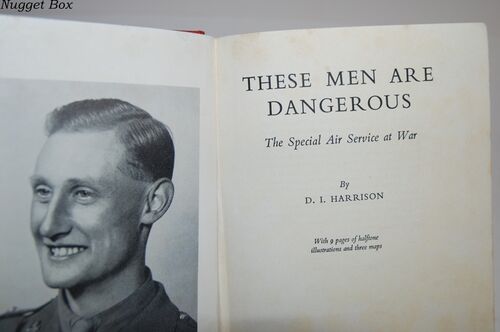 Nugget Box
THESE MEN ARE
DANGEROUS
The Special Air Service at War
By
D. I. HARRISON
With 9 pages of halftone
illustrations and three maps